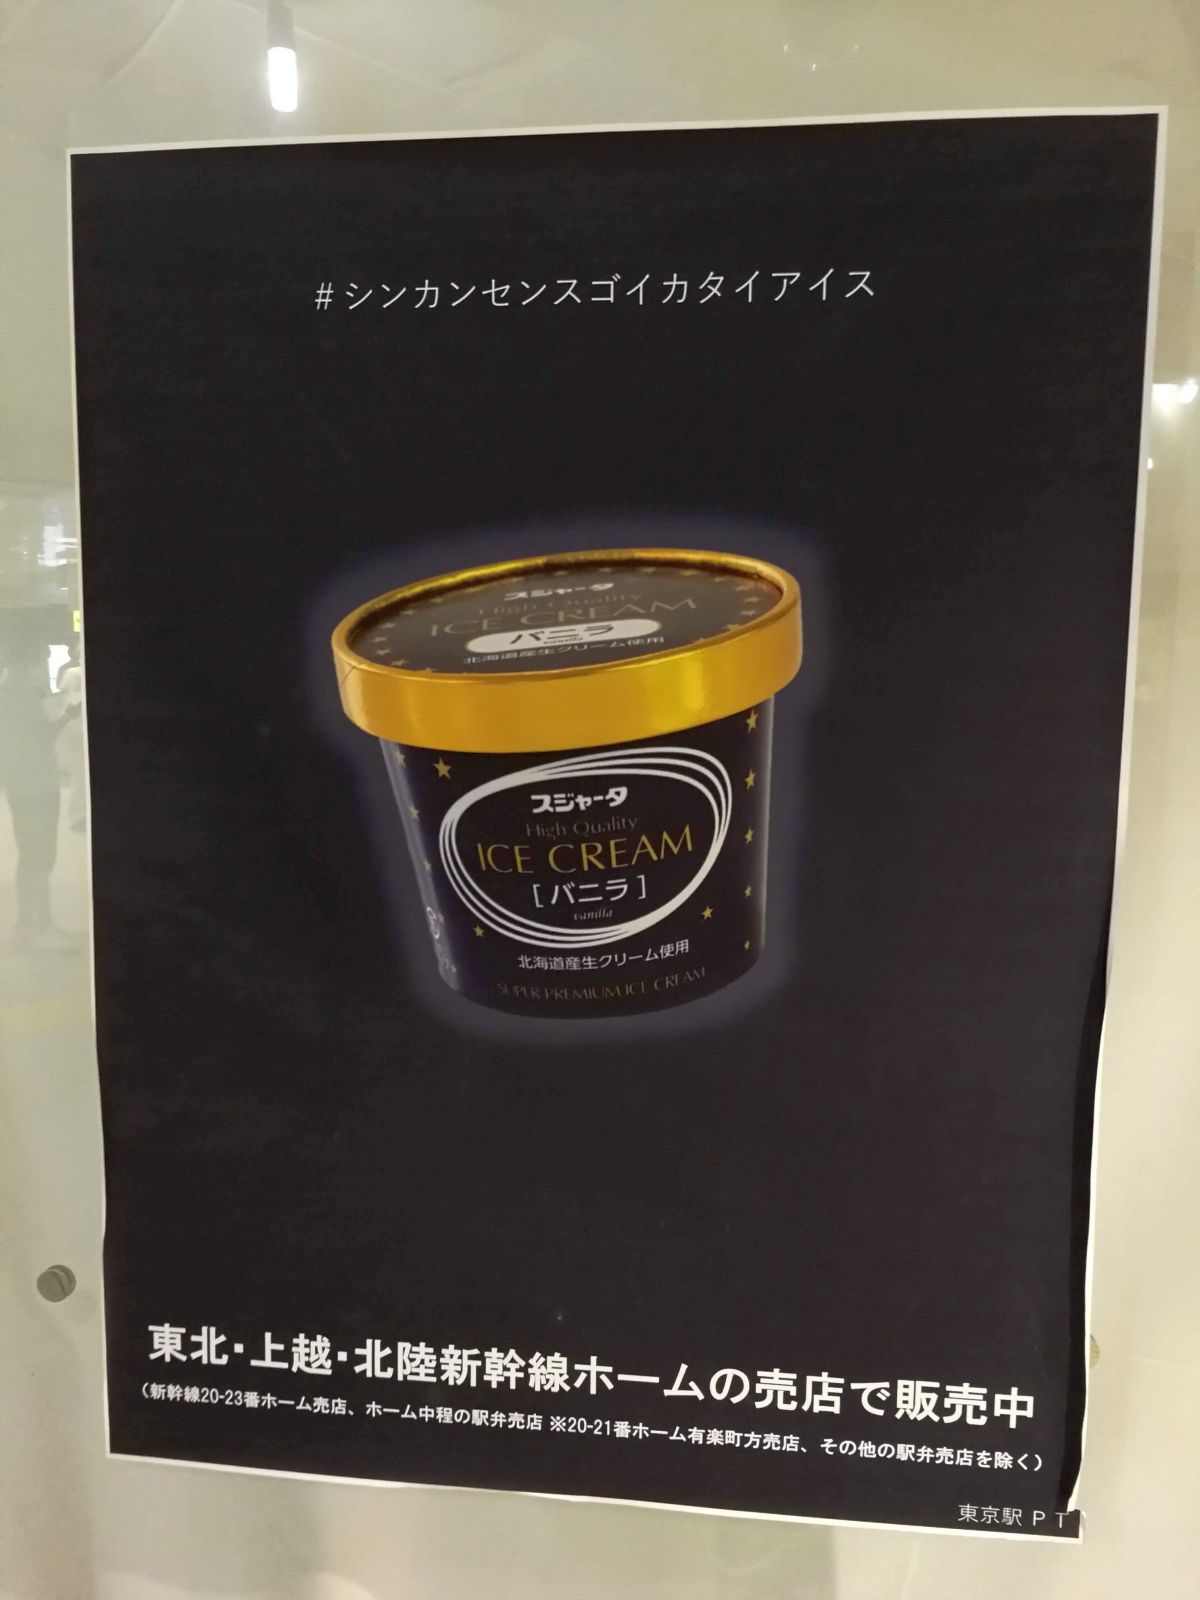 #シンカンセンスゴイカタイアイス
スジャータ
High Quality
ICE CREAM
バニラ
vanilla
北海道産生クリーム使用
スジャータ
High Quality
ICE CREAM
[バニラ]
vanilla
北海道産生クリーム使用
SUPER PREMIUM ICE CREAM
東北・上越・北陸新幹線ホームの売店で販売中
（新幹線20-23番ホーム売店、ホーム中程の駅弁売店 ※20-21番ホーム有楽町方売店、その他の駅弁売店を除く）
東京駅 ＰＴ